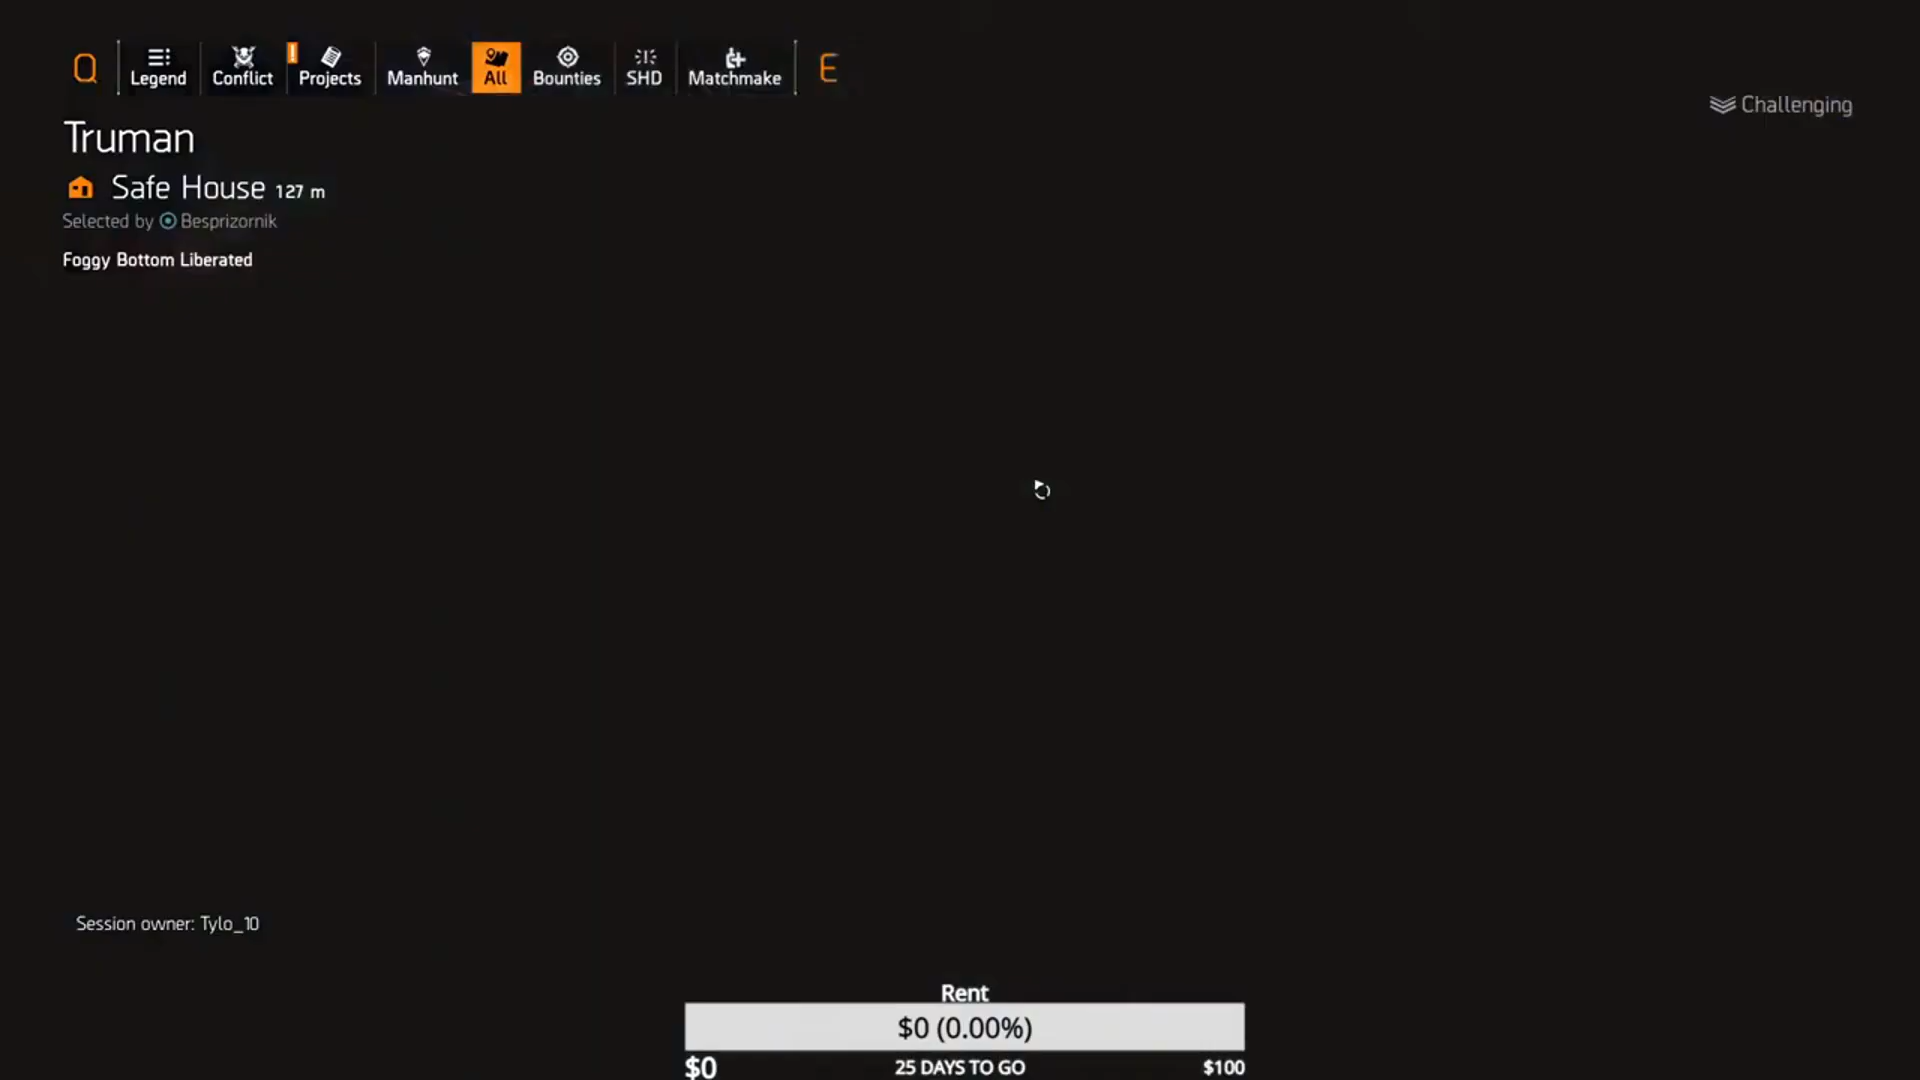 Q Legend Conflict ! Projects Manhunt All Bounties SHD Matchmake E
Challenging
Truman
Safe House 127 m
Selected by Besprizornik
Foggy Bottom Liberated
Session owner: Tylo_10
Rent
$0 (0.00%)
$0 25 DAYS TO GO $100